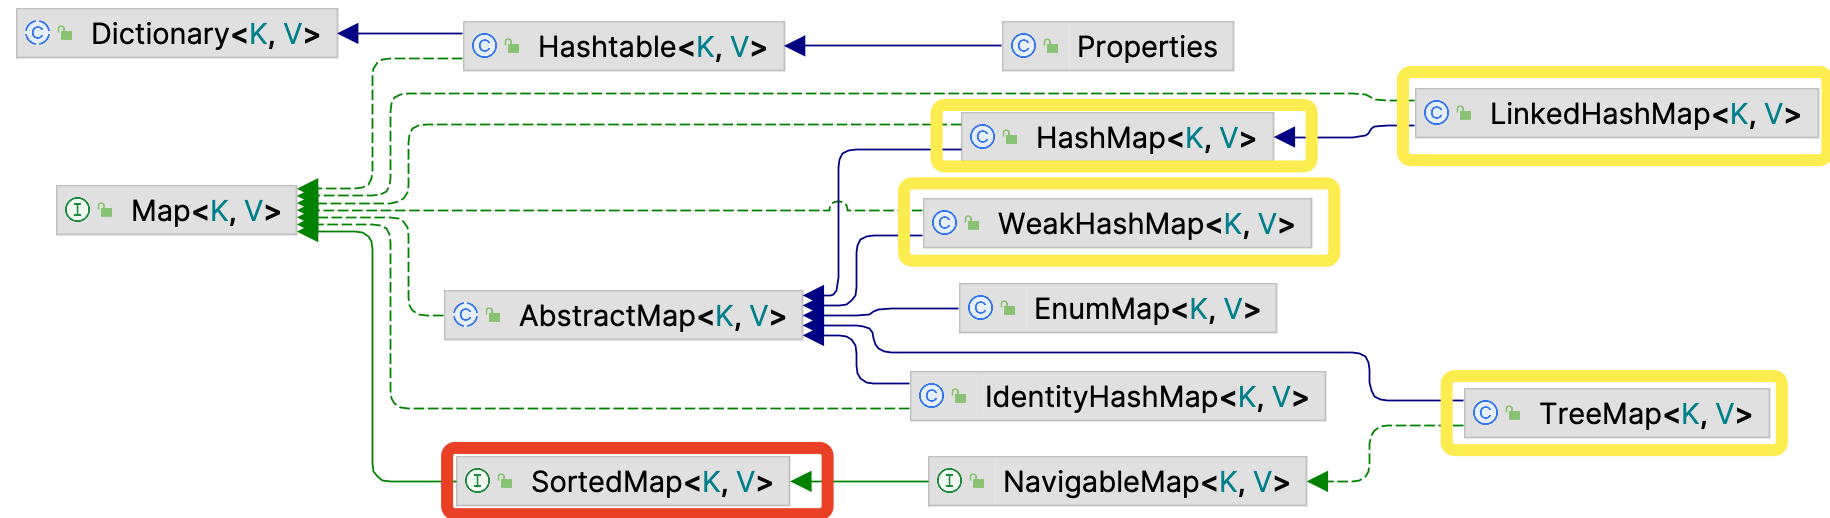 Dictionary<K, V>
Hashtable<K, V>
Properties
LinkedHashMap<K, V>
HashMap<K, V>
Map<K, V>
WeakHashMap<K, V>
AbstractMap<K, V>
EnumMap<K, V>
IdentityHashMap<K, V>
TreeMap<K, V>
SortedMap<K, V>
NavigableMap<K, V>